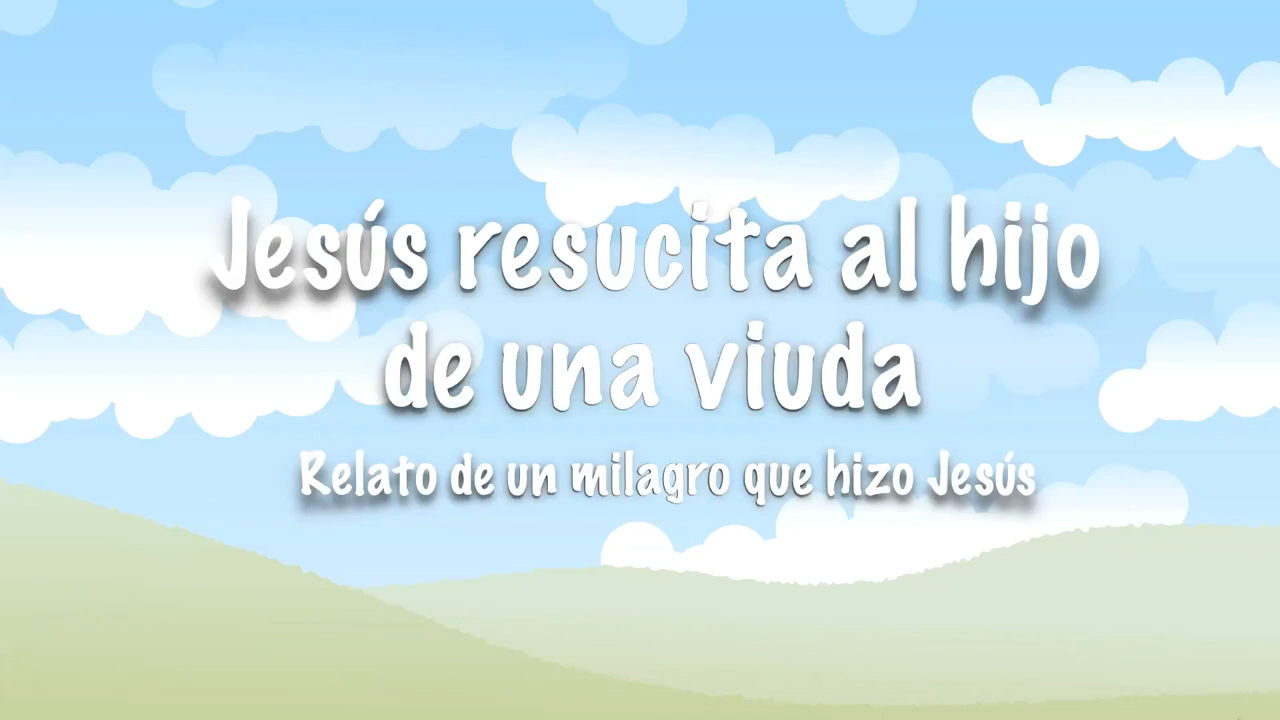 Jesús resucita al hijo
de una viuda
Relato de un milagro que hizo Jesús